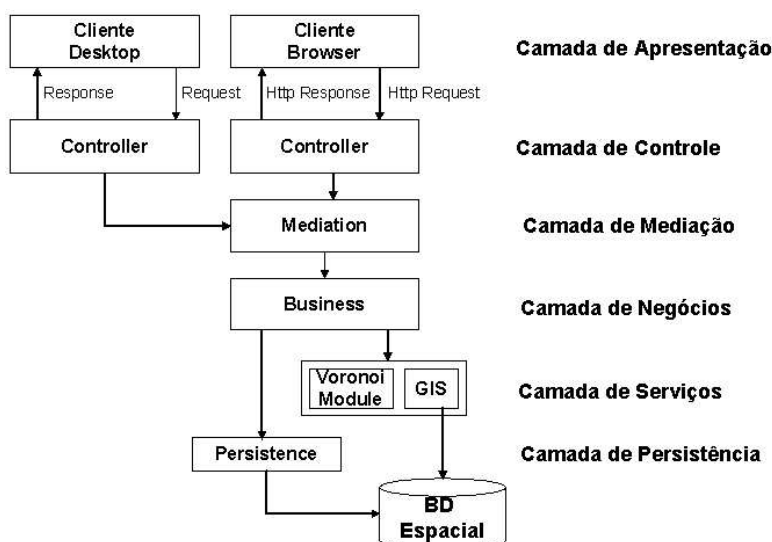 Cliente
Desktop
Cliente
Browser
Camada de Apresentação
Response
Request
Http Response
Http Request
Controller
Controller
Camada de Controle
Mediation
Camada de Mediação
Business
Camada de Negócios
Voronoi
Module
GIS
Camada de Serviços
Persistence
Camada de Persistência
BD
Espacial